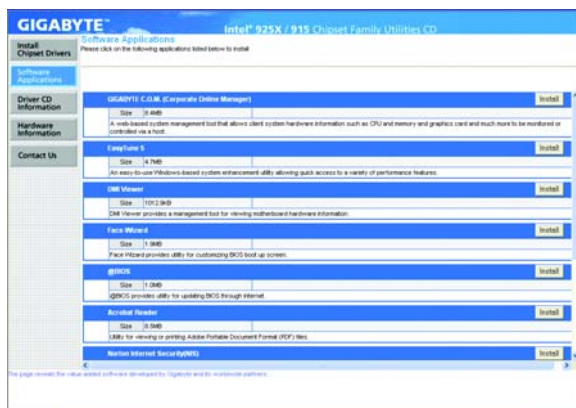 GIGABYTE™
Intel® 925X / 915 Chipset Family Utilities CD
Install
Chipset Drivers
Software
Applications
Driver CD
Information
Hardware
Information
Contact Us
Software Applications
Please click on the following applications listed below to install
GIGABYTE C.O.M. (Corporate Online Manager) Install
Size 8.4MB
A web-based system management tool that allows client system hardware information such as CPU and memory and graphics card and much more to be monitored or
controlled via a host.
EasyTune 5 Install
Size 4.7MB
An easy-to-use Windows-based system enhancement utility allowing quick access to a variety of performance features.
DMI Viewer Install
Size 1012.9kB
DMI Viewer provides a management tool for viewing motherboard hardware information.
Face Wizard Install
Size 1.9MB
Face Wizard provides utility for customizing BIOS boot up screen.
@BIOS Install
Size 1.0MB
@BIOS provides utility for updating BIOS through internet.
Acrobat Reader Install
Size 8.5MB
Utility for viewing or printing Adobe Portable Document Format (PDF) files.
Norton Internet Security(NIS) Install
The page reveals the value added software developed by Gigabyte and its worldwide partners.